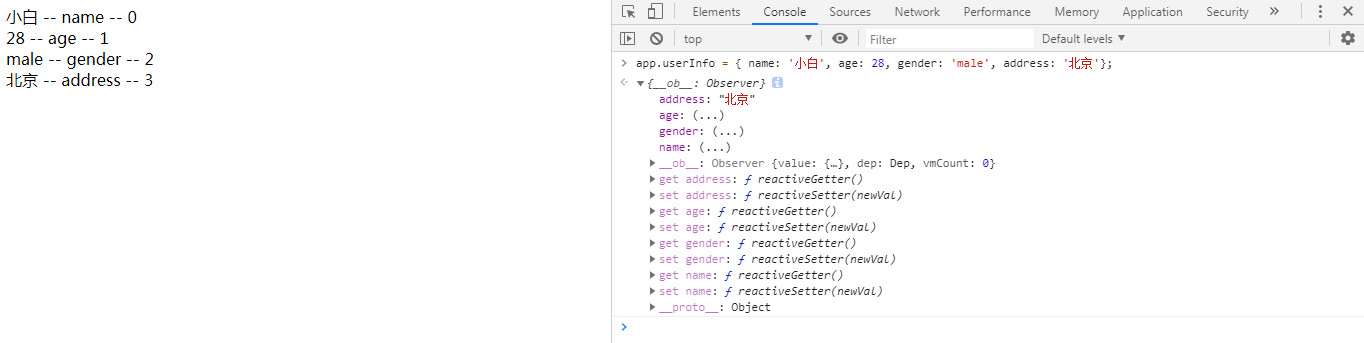 小白 -- name -- 0
28 -- age -- 1
male -- gender -- 2
北京 -- address -- 3
Elements Console Sources Network Performance Memory Application Security »
top Filter Default levels
> app.userInfo = { name: '小白', age: 28, gender: 'male', address: '北京'};
{__ob__: Observer} i
address: "北京"
age: (...)
gender: (...)
name: (...)
__ob__: Observer {value: {…}, dep: Dep, vmCount: 0}
get address: ƒ reactiveGetter()
set address: ƒ reactiveSetter(newVal)
get age: ƒ reactiveGetter()
set age: ƒ reactiveSetter(newVal)
get gender: ƒ reactiveGetter()
set gender: ƒ reactiveSetter(newVal)
get name: ƒ reactiveGetter()
set name: ƒ reactiveSetter(newVal)
__proto__: Object
>